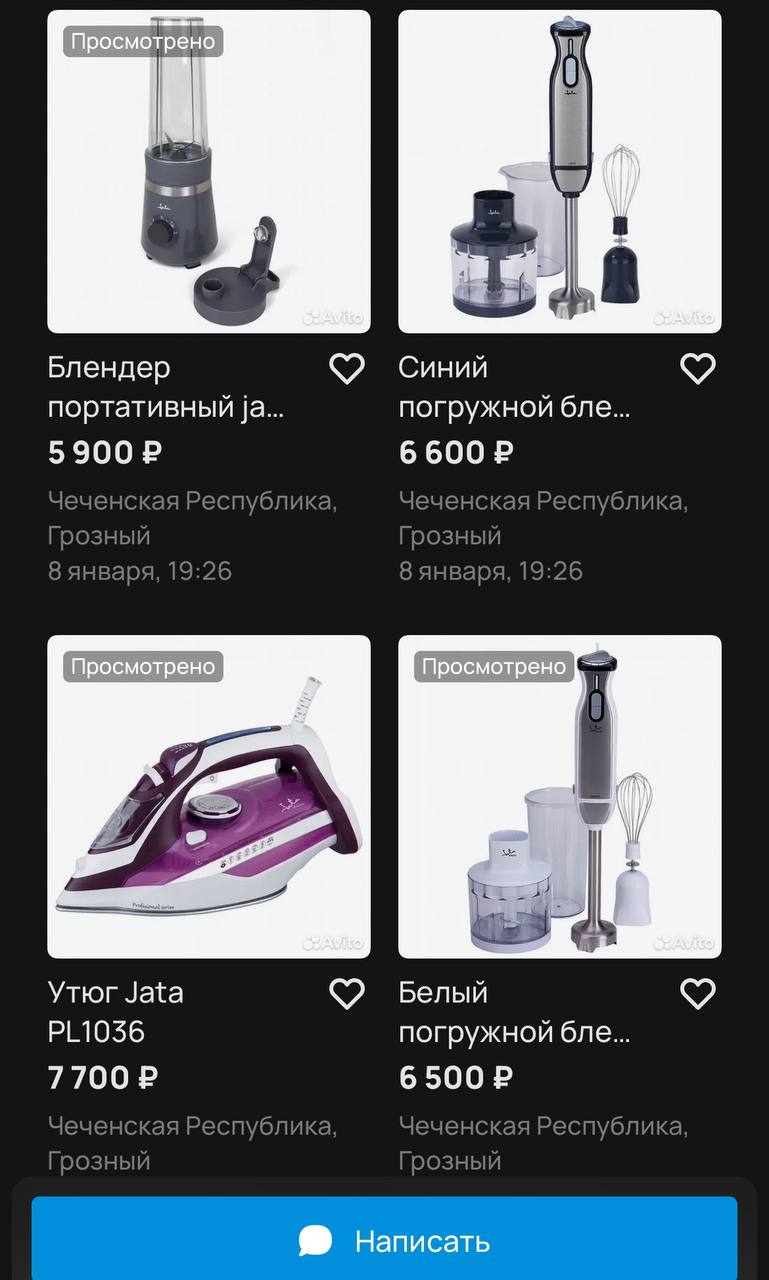 Просмотрено
Avito
Avito
Блендер
портативный ja...
5 900 ₽
Чеченская Республика,
Грозный
8 января, 19:26
Синий
погружной бле...
6 600 ₽
Чеченская Республика,
Грозный
8 января, 19:26
Просмотрено
Jata
Professional series
Avito
Просмотрено
Avito
Утюг Jata
PL1036
7 700 ₽
Чеченская Республика,
Грозный
Белый
погружной бле...
6 500 ₽
Чеченская Республика,
Грозный
Написать